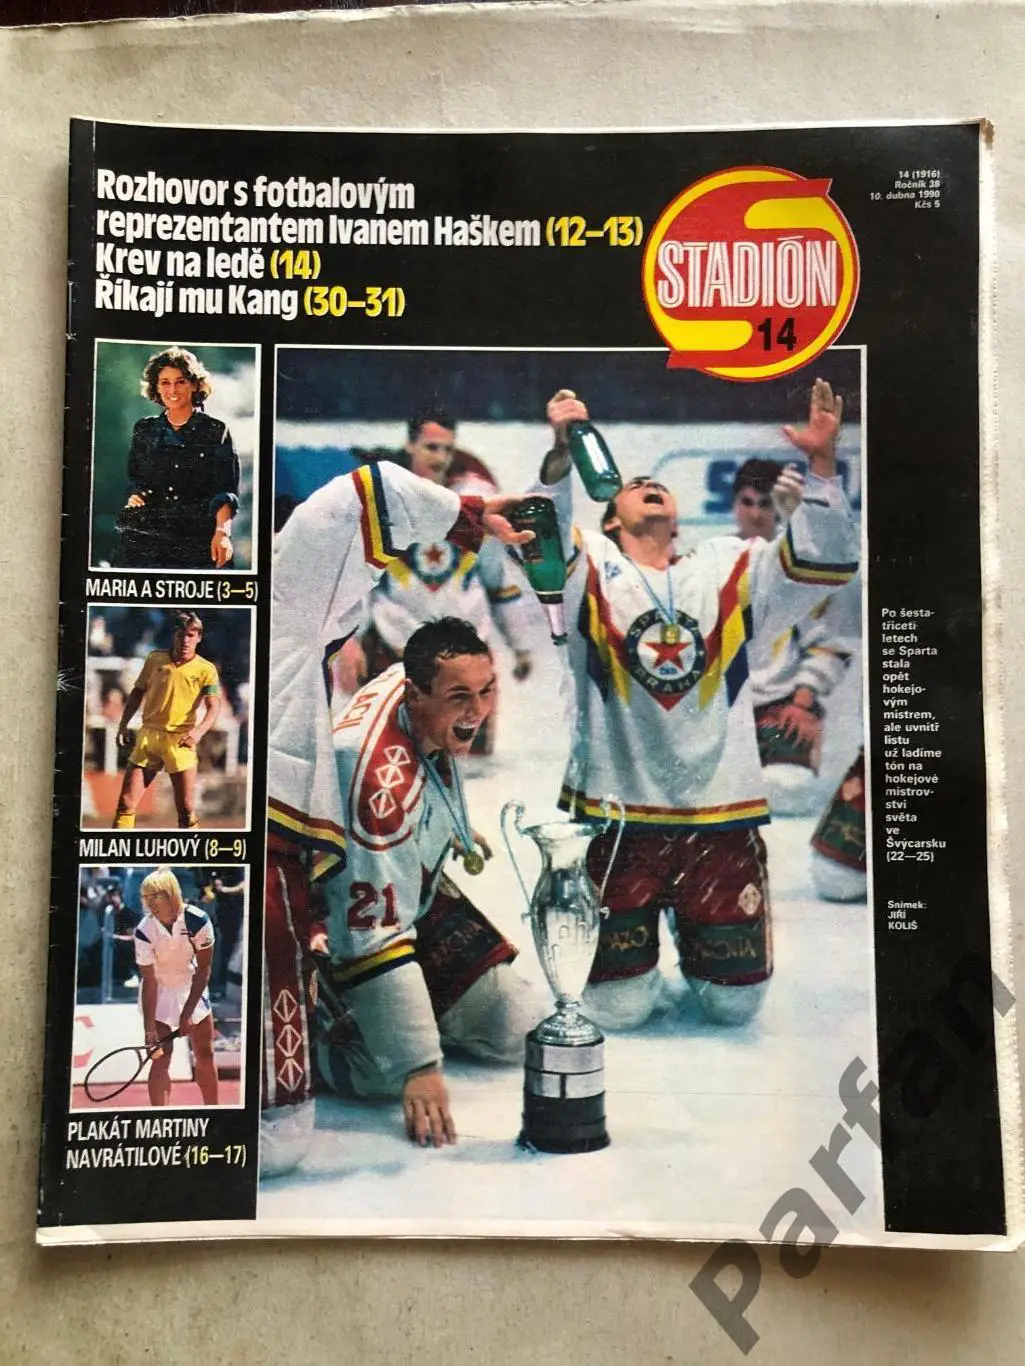 Rozhovor s fotbalovým
reprezentantem Ivanem Haškem (12–13)
Krev na ledě (14)
Říkají mu Kang (30–31)
14 (1916)
Ročník 38
10. dubna 1990
Kčs 5
STADIÓN
14
MARIA A STROJE (3–5)
MILAN LUHOVÝ (8–9)
PLAKÁT MARTINY
NAVRÁTILOVÉ (16–17)
SPARTA
PRAHA
21
Po šesta-
třiceti
letech
se Sparta
stala
opět
hokejo-
vým
mistrem,
ale uvnitř
listu
už ladíme
tón na
hokejové
mistrov-
ství
světa
ve
Švýcarsku
(22–25)
Snímek:
JIŘÍ
KOLIŠ
Parfan